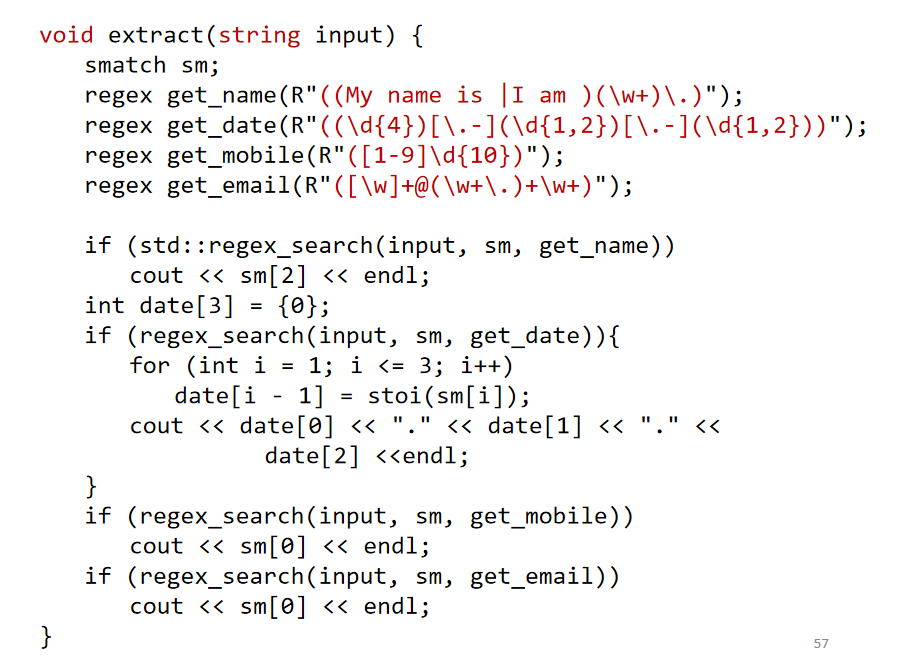 void extract(string input) {
   smatch sm;
   regex get_name(R"((My name is |I am )(\w+)\.)");
   regex get_date(R"((\d{4})[\.-](\d{1,2})[\.-](\d{1,2}))");
   regex get_mobile(R"([1-9]\d{10})");
   regex get_email(R"([\w]+@(\w+\.)+\w+)");
   if (std::regex_search(input, sm, get_name))
      cout << sm[2] << endl;
   int date[3] = {0};
   if (regex_search(input, sm, get_date)){
      for (int i = 1; i <= 3; i++)
         date[i - 1] = stoi(sm[i]);
      cout << date[0] << "." << date[1] << "." <<
               date[2] <<endl;
   }
   if (regex_search(input, sm, get_mobile))
      cout << sm[0] << endl;
   if (regex_search(input, sm, get_email))
      cout << sm[0] << endl;
}
57